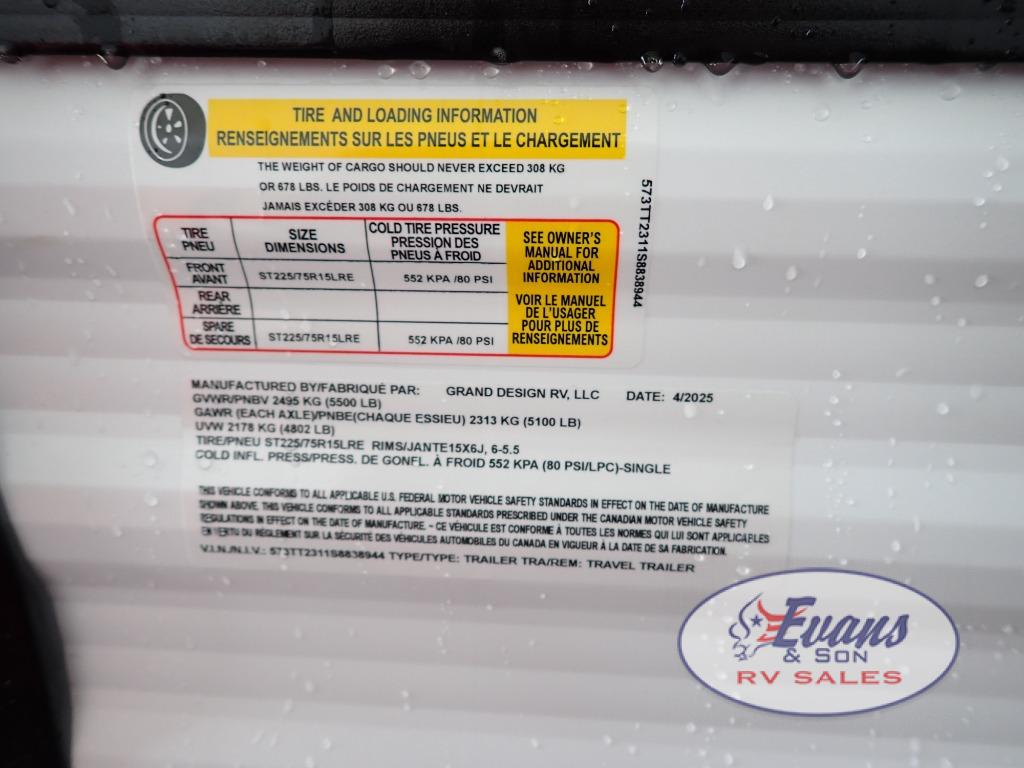 TIRE AND LOADING INFORMATION
RENSEIGNEMENTS SUR LES PNEUS ET LE CHARGEMENT
THE WEIGHT OF CARGO SHOULD NEVER EXCEED 308 KG
OR 678 LBS. LE POIDS DE CHARGEMENT NE DEVRAIT
JAMAIS EXCÉDER 308 KG OU 678 LBS.
TIRE
PNEU
SIZE
DIMENSIONS
COLD TIRE PRESSURE
PRESSION DES
PNEUS À FROID
SEE OWNER'S
MANUAL FOR
ADDITIONAL
INFORMATION
VOIR LE MANUEL
DE L'USAGER
POUR PLUS DE
RENSEIGNEMENTS
FRONT
AVANT
ST225/75R15LRE
552 KPA /80 PSI
REAR
ARRIÈRE
SPARE
DE SECOURS
ST225/75R15LRE
552 KPA /80 PSI
573TT2311S8838944
MANUFACTURED BY/FABRIQUÉ PAR: GRAND DESIGN RV, LLC DATE: 4/2025
GVWR/PNBV 2495 KG (5500 LB)
GAWR (EACH AXLE)/PNBE(CHAQUE ESSIEU) 2313 KG (5100 LB)
UVW 2178 KG (4802 LB)
TIRE/PNEU ST225/75R15LRE RIMS/JANTE15X6J, 6-5.5
COLD INFL. PRESS/PRESS. DE GONFL. À FROID 552 KPA (80 PSI/LPC)-SINGLE
THIS VEHICLE CONFORMS TO ALL APPLICABLE U.S. FEDERAL MOTOR VEHICLE SAFETY STANDARDS IN EFFECT ON THE DATE OF MANUFACTURE
SHOWN ABOVE. THIS VEHICLE CONFORMS TO ALL APPLICABLE STANDARDS PRESCRIBED UNDER THE CANADIAN MOTOR VEHICLE SAFETY
REGULATIONS IN EFFECT ON THE DATE OF MANUFACTURE. - CE VÉHICULE EST CONFORME À TOUTES LES NORMES QUI LUI SONT APPLICABLES
EN VERTU DU RÈGLEMENT SUR LA SÉCURITÉ DES VÉHICULES AUTOMOBILES DU CANADA EN VIGUEUR À LA DATE DE SA FABRICATION.
V.I.N./N.I.V.: 573TT2311S8838944 TYPE/TYPE: TRAILER TRA/REM: TRAVEL TRAILER
Evans
& SON
RV SALES